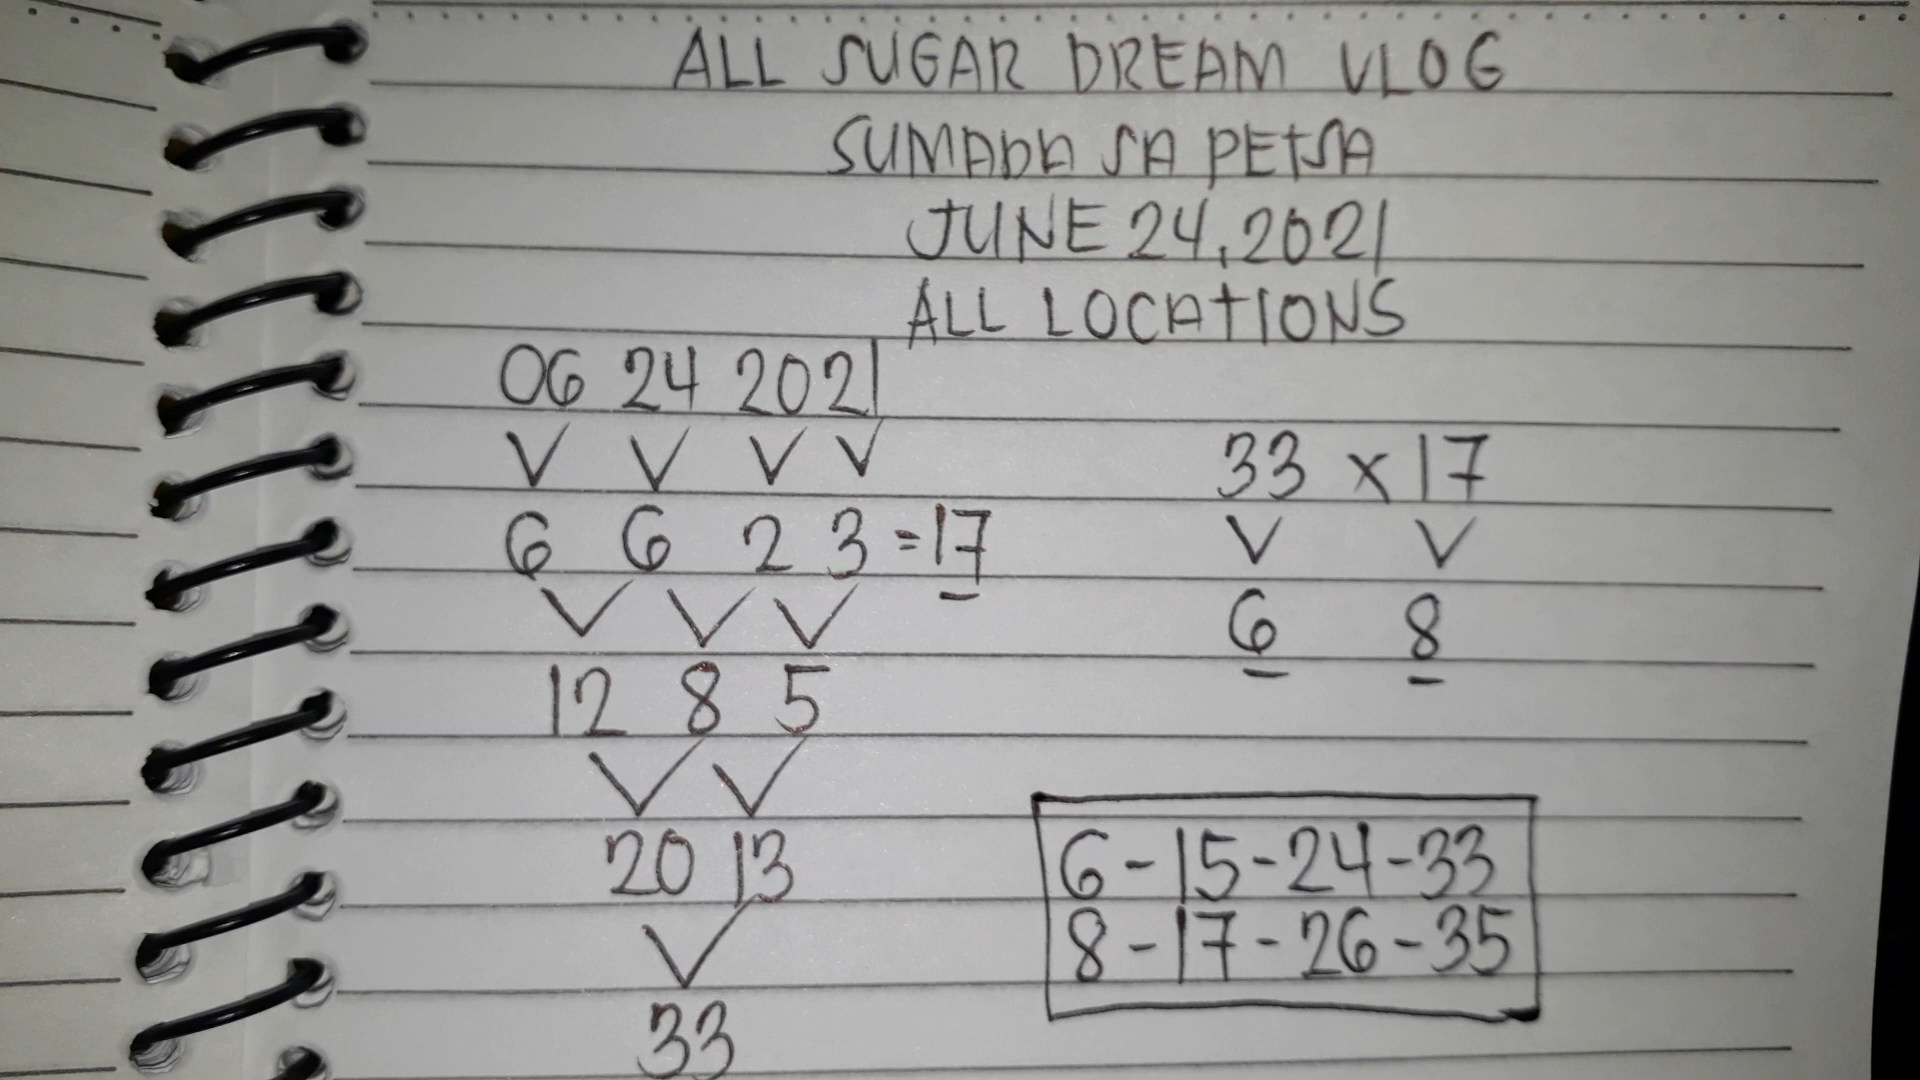 ALL SUGAR DREAM VLOG
SUMADA SA PETSA
JUNE 24, 2021
ALL LOCATIONS
06 24 2021
6 6 2 3 = 17
12 8 5
20 13
33
33 x 17
6 8
6-15-24-33
8-17-26-35